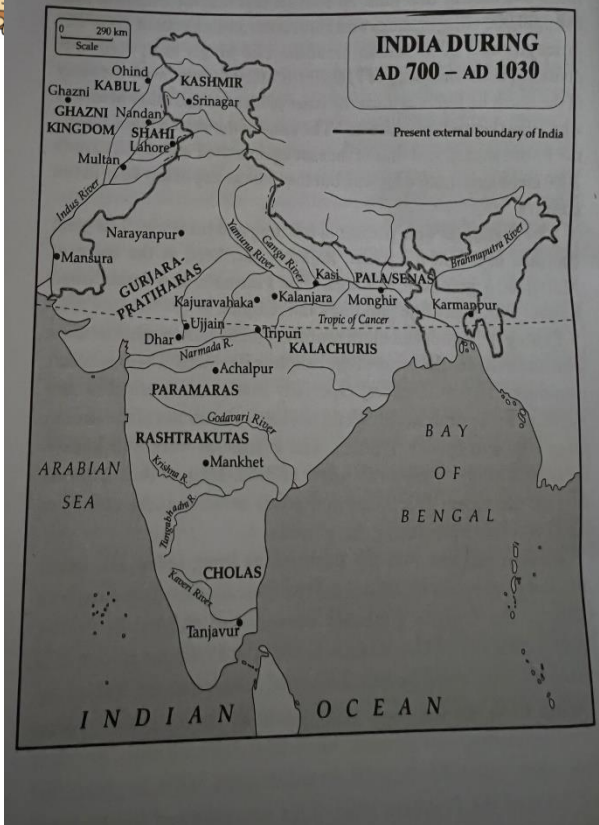 0 290 km
Scale
INDIA DURING
AD 700 – AD 1030
Present external boundary of India
Ohind
KABUL
KASHMIR
Ghazni
Srinagar
GHAZNI
KINGDOM
Nandan
SHAHI
Lahore
Multan
Indus River
Narayanpur
Mansura
GURJARA-
PRATIHARAS
Yamuna River
Ganga River
Brahmaputra River
Kasi
PALA/SENAS
Kajuravahaka
Kalanjara
Monghir
Karmanpur
Tropic of Cancer
Ujjain
Dhar
Tripuri
Narmada R.
KALACHURIS
Achalpur
PARAMARAS
Godavari River
RASHTRAKUTAS
Krishna R.
Mankhet
Tungabhadra R.
ARABIAN
SEA
BAY
OF
BENGAL
CHOLAS
Kaveri River
Tanjavur
INDIAN OCEAN